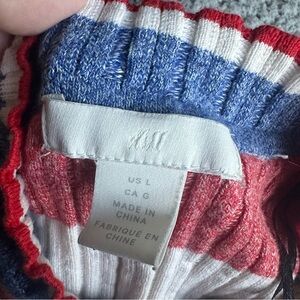 H&M
US L
CA G
MADE IN
CHINA
FABRIQUÉ EN
CHINE